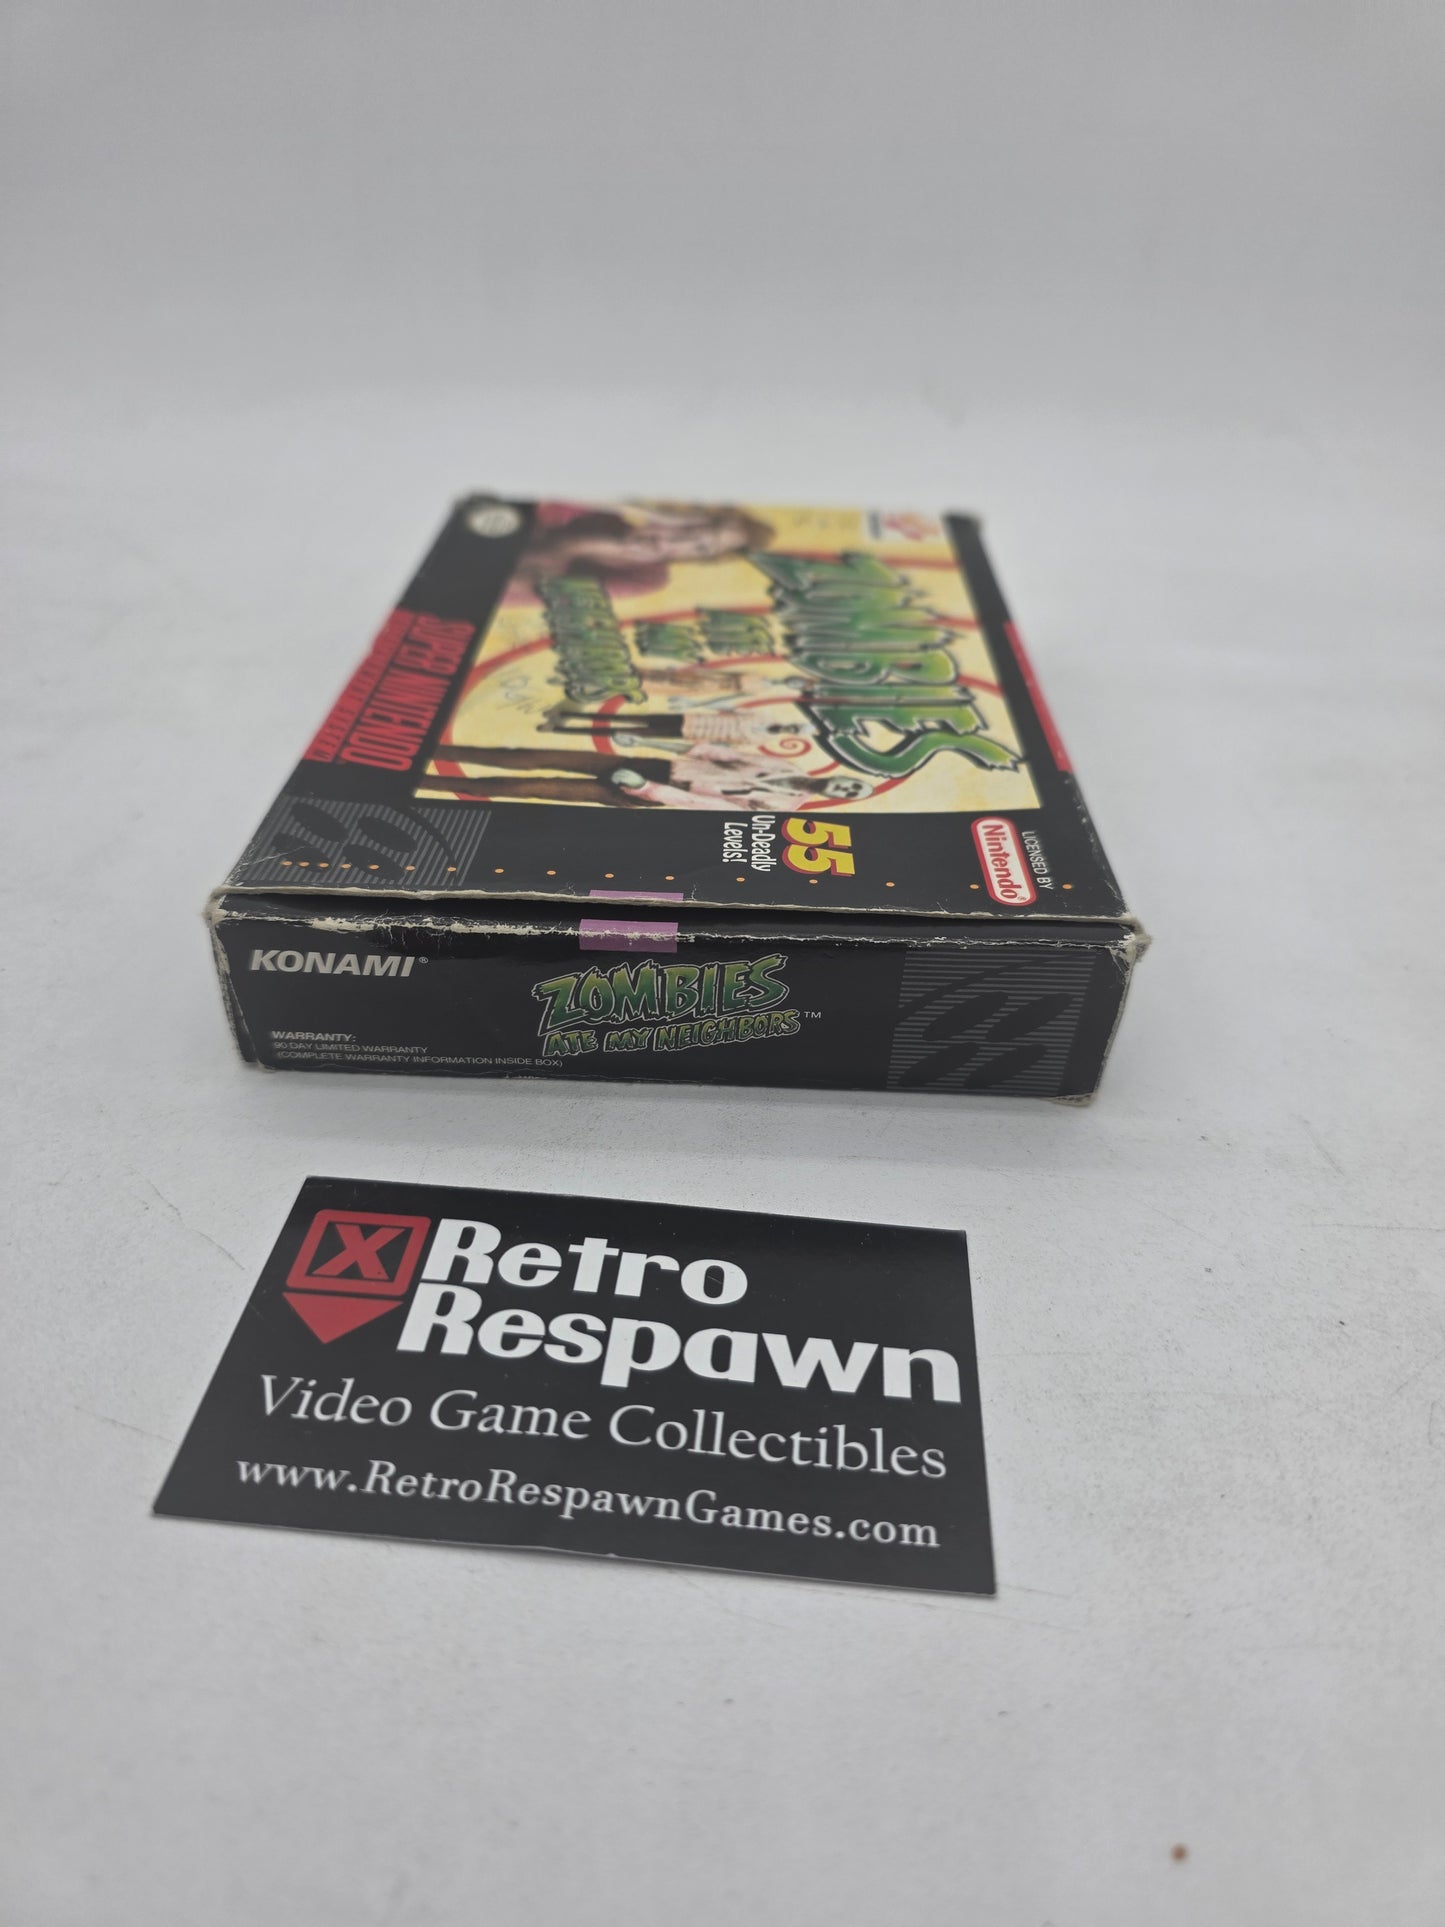 SUPER NINTENDO
ZOMBIES
ATE
MY
NEIGHBORS
55
Un-Deadly
Levels!
LICENSED BY
Nintendo®
KONAMI®
ZOMBIES
ATE MY NEIGHBORS™
WARRANTY:
90 DAY LIMITED WARRANTY
(COMPLETE WARRANTY INFORMATION INSIDE BOX)
X Retro
Respawn
Video Game Collectibles
www.RetroRespawnGames.com